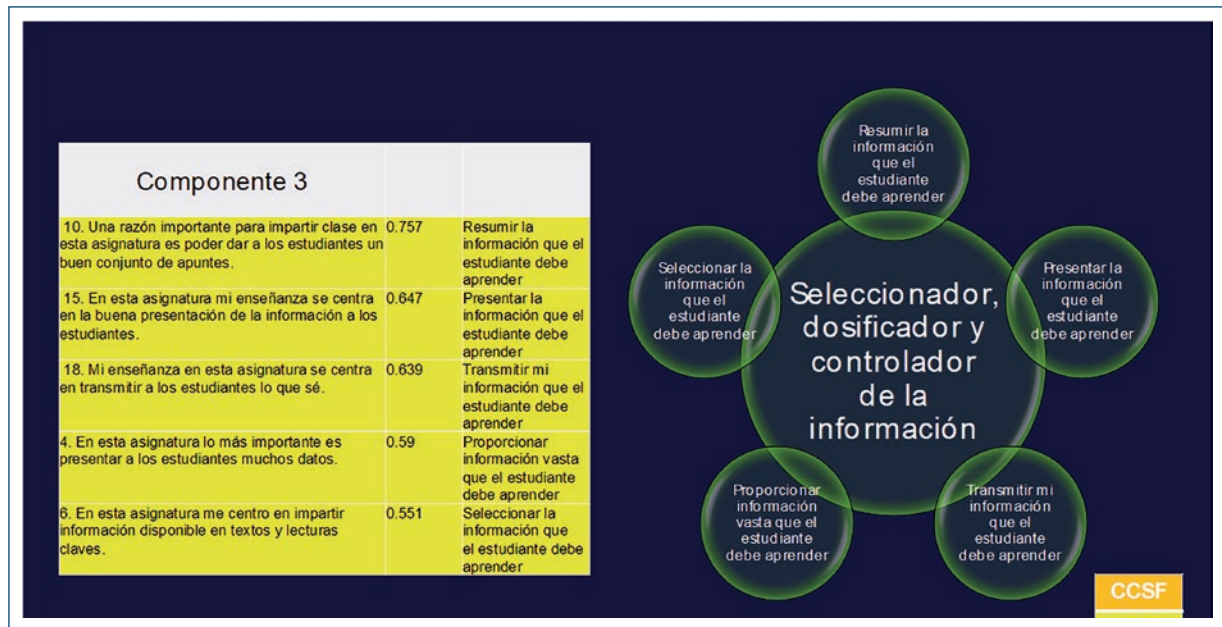 Componente 3
10. Una razón importante para impartir clase en
esta asignatura es poder dar a los estudiantes un
buen conjunto de apuntes.
0.757
Resumir la
información que el
estudiante debe
aprender
15. En esta asignatura mi enseñanza se centra
en la buena presentación de la información a los
estudiantes.
0.647
Presentar la
información que el
estudiante debe
aprender
18. Mi enseñanza en esta asignatura se centra
en transmitir a los estudiantes lo que sé.
0.639
Transmitir mi
información que el
estudiante debe
aprender
4. En esta asignatura lo más importante es
presentar a los estudiantes muchos datos.
0.59
Proporcionar
información vasta
que el estudiante
debe aprender
6. En esta asignatura me centro en impartir
información disponible en textos y lecturas
claves.
0.551
Seleccionar la
información que
el estudiante debe
aprender
Resumir la
información
que el
estudiante
debe aprender
Seleccionar la
información
que el
estudiante
debe aprender
Seleccionador,
dosificador y
controlador
de la
información
Presentar la
información
que el
estudiante
debe aprender
Proporcionar
información
vasta que el
estudiante
debe aprender
Transmitir mi
información
que el
estudiante
debe aprender
CCSF